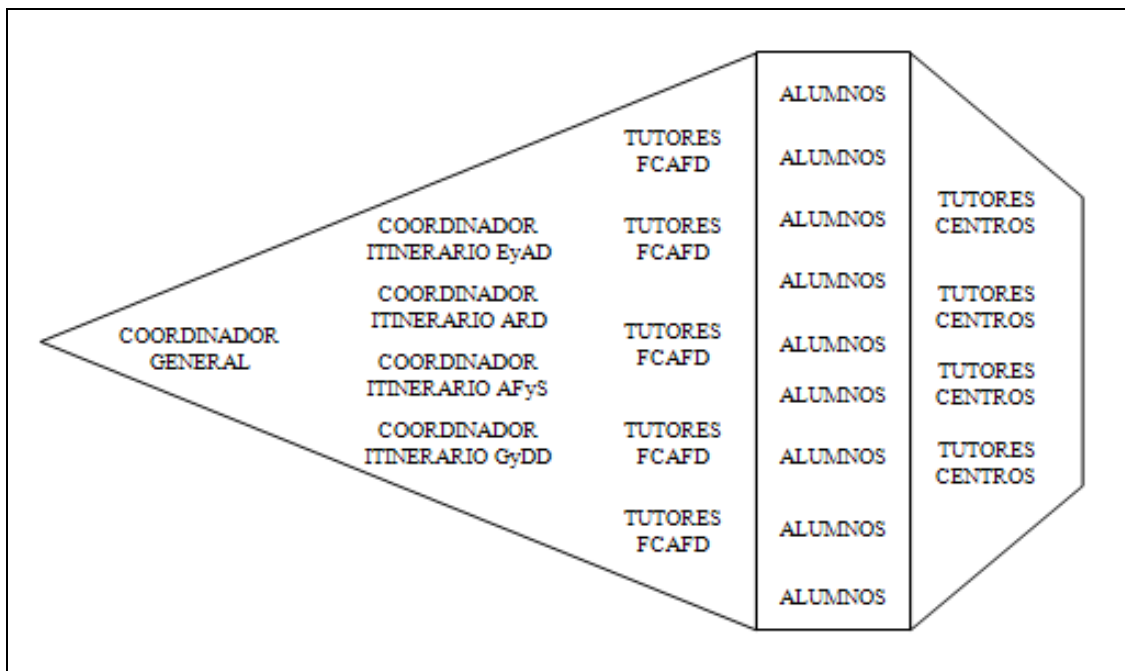 COORDINADOR
GENERAL
COORDINADOR
ITINERARIO EyAD
COORDINADOR
ITINERARIO ARD
COORDINADOR
ITINERARIO AFyS
COORDINADOR
ITINERARIO GyDD
TUTORES
FCAFD
TUTORES
FCAFD
TUTORES
FCAFD
TUTORES
FCAFD
TUTORES
FCAFD
ALUMNOS
ALUMNOS
ALUMNOS
ALUMNOS
ALUMNOS
ALUMNOS
ALUMNOS
ALUMNOS
ALUMNOS
TUTORES
CENTROS
TUTORES
CENTROS
TUTORES
CENTROS
TUTORES
CENTROS